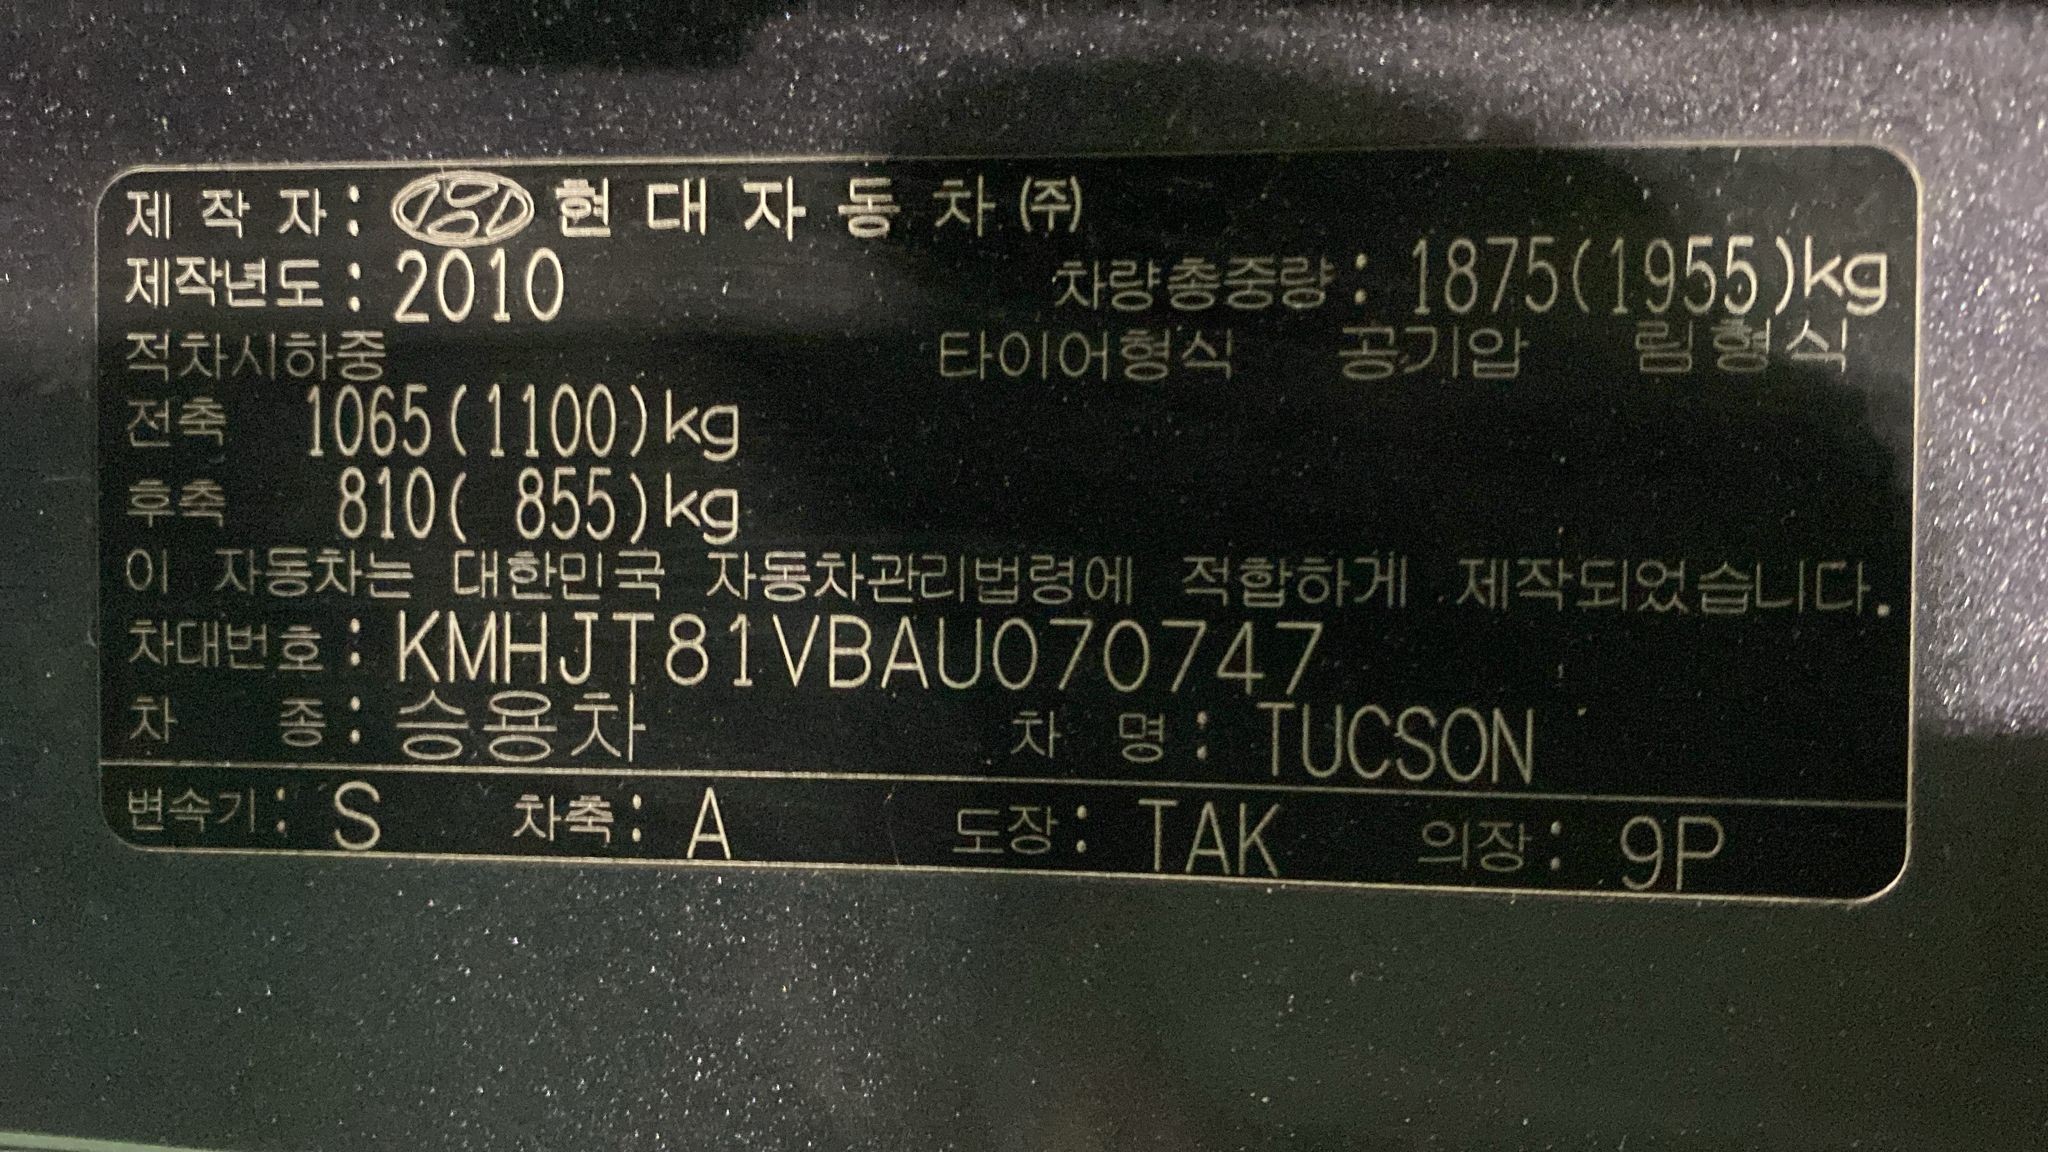 제 작 자 : 현 대 자 동 차 ㈜
제작년도 : 2010 차량총중량 : 1875(1955)kg
적차시하중 타이어형식 공기압 림형식
전축 1065(1100)kg
후축 810( 855)kg
이 자동차는 대한민국 자동차관리법령에 적합하게 제작되었습니다.
차대번호 : KMHJT81VBAU070747
차 종 : 승용차 차 명 : TUCSON
변속기 : S 차축 : A 도장 : TAK 의장 : 9P